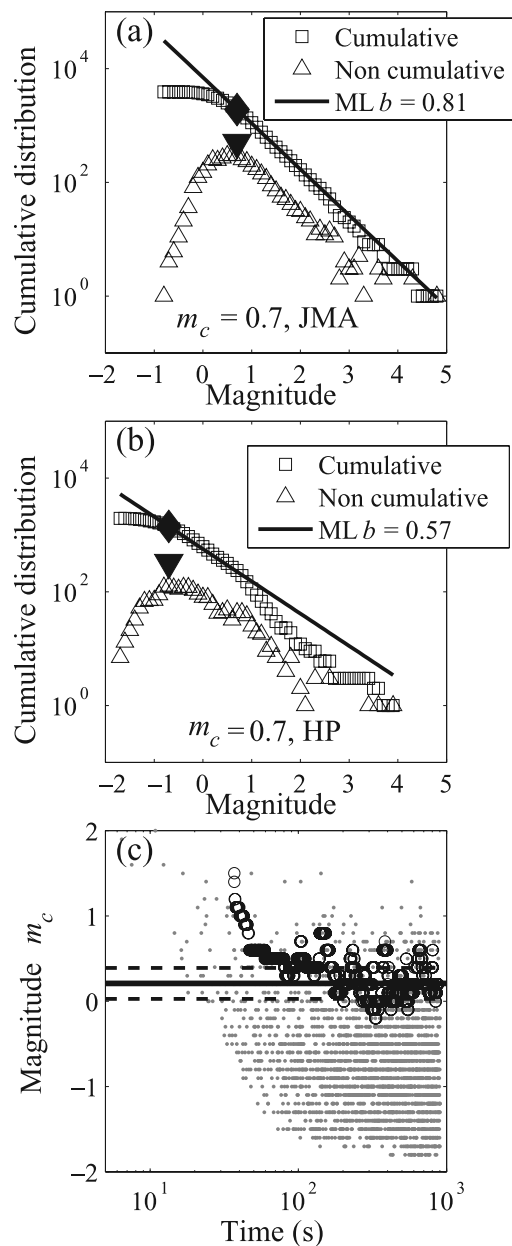 (a)
Cumulative
Non cumulative
ML b = 0.81
Cumulative distribution
10^4
10^2
10^0
m_c = 0.7, JMA
−2 −1 0 1 2 3 4 5
Magnitude
(b)
Cumulative
Non cumulative
ML b = 0.57
Cumulative distribution
10^4
10^2
10^0
m_c = 0.7, HP
−2 −1 0 1 2 3 4 5
Magnitude
(c)
Magnitude m_c
2
1
0
−1
−2
10^1 10^2 10^3
Time (s)